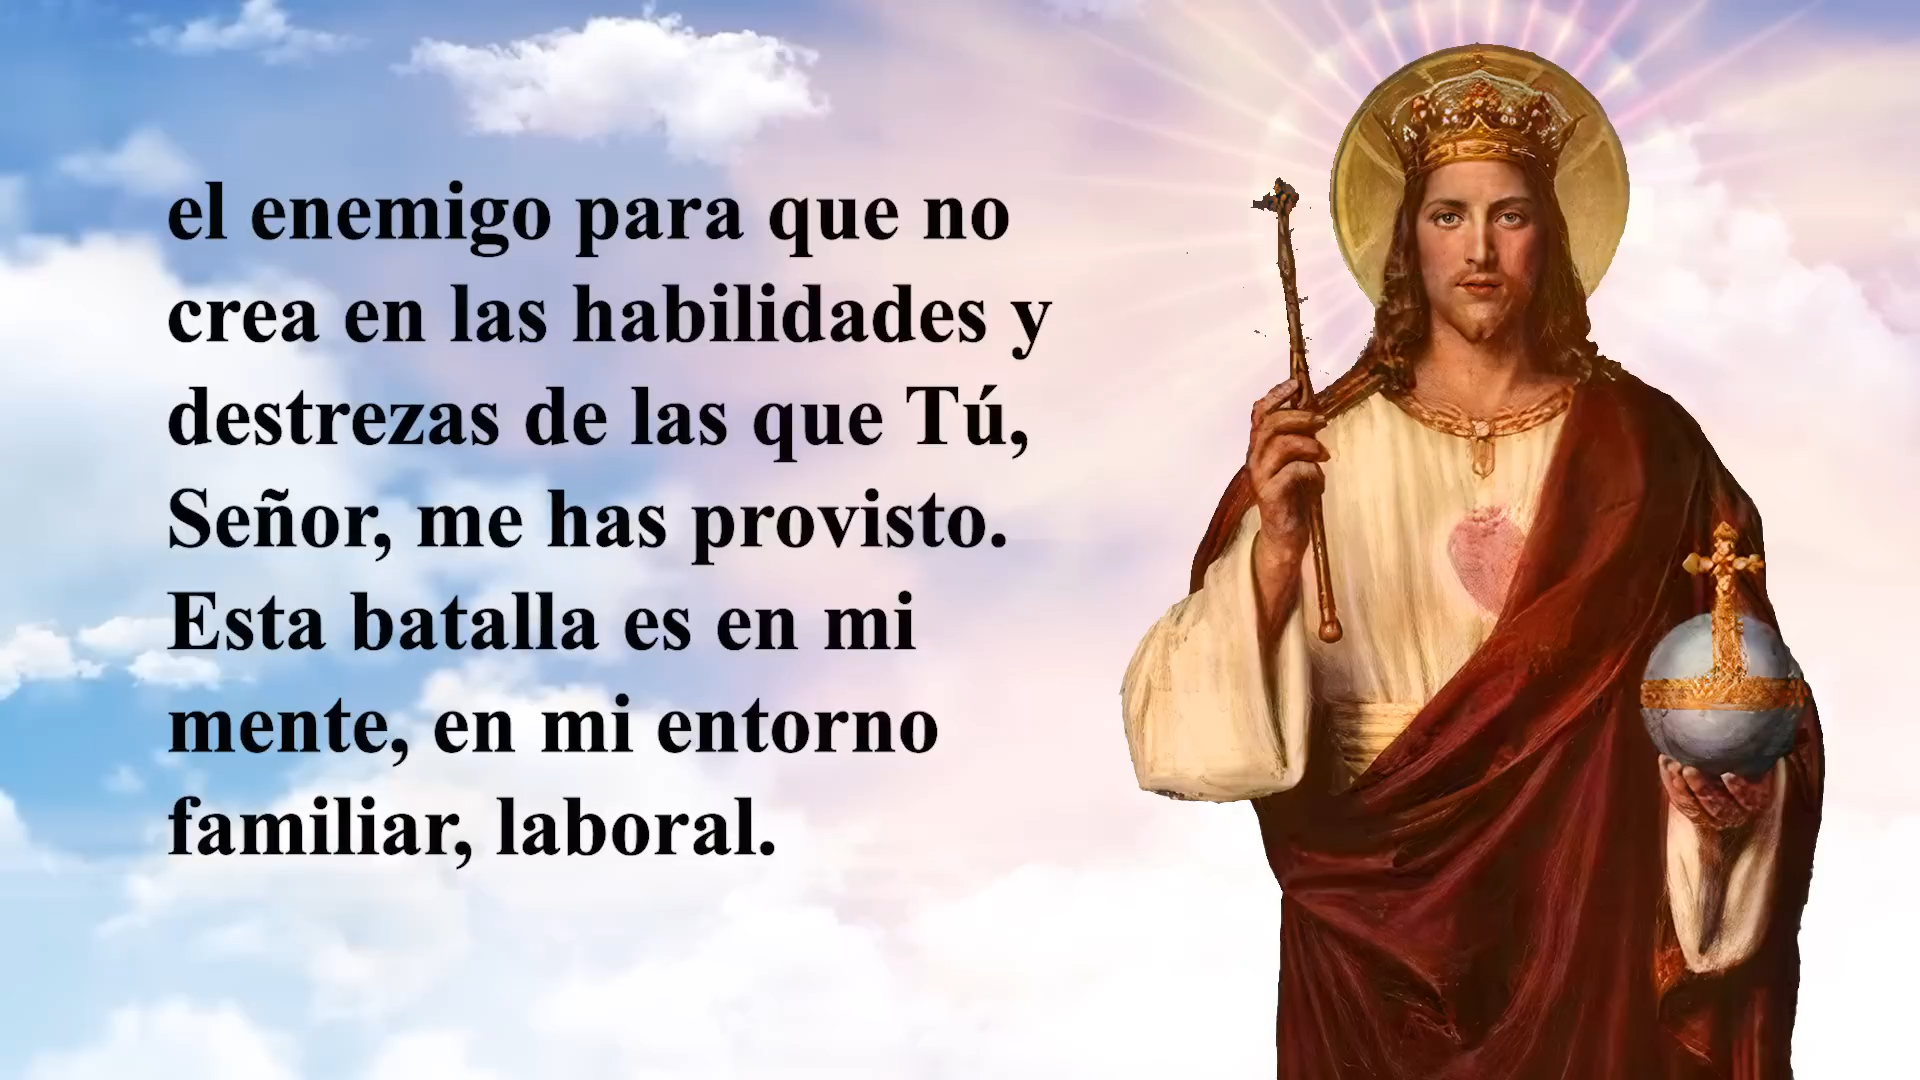 el enemigo para que no
crea en las habilidades y
destrezas de las que Tú,
Señor, me has provisto.
Esta batalla es en mi
mente, en mi entorno
familiar, laboral.